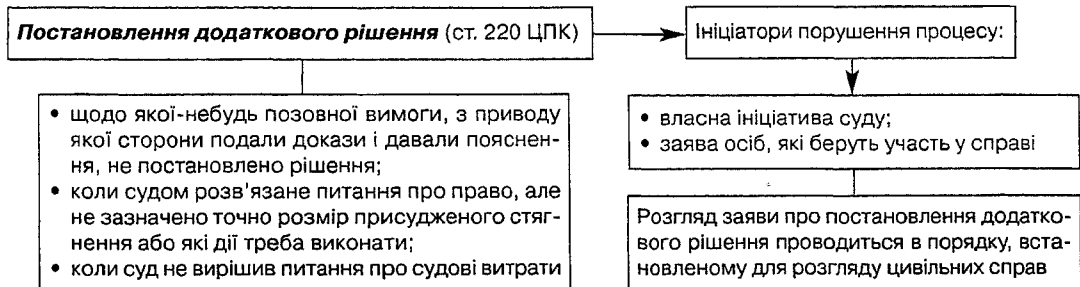 Постановлення додаткового рішення (ст. 220 ЦПК)
Ініціатори порушення процесу:
• щодо якої-небудь позовної вимоги, з приводу
якої сторони подали докази і давали пояснен-
ня, не постановлено рішення;
• коли судом розв'язане питання про право, але
не зазначено точно розмір присудженого стяг-
нення або які дії треба виконати;
• коли суд не вирішив питання про судові витрати
• власна ініціатива суду;
• заява осіб, які беруть участь у справі
Розгляд заяви про постановлення додатко-
вого рішення проводиться в порядку, вста-
новленому для розгляду цивільних справ